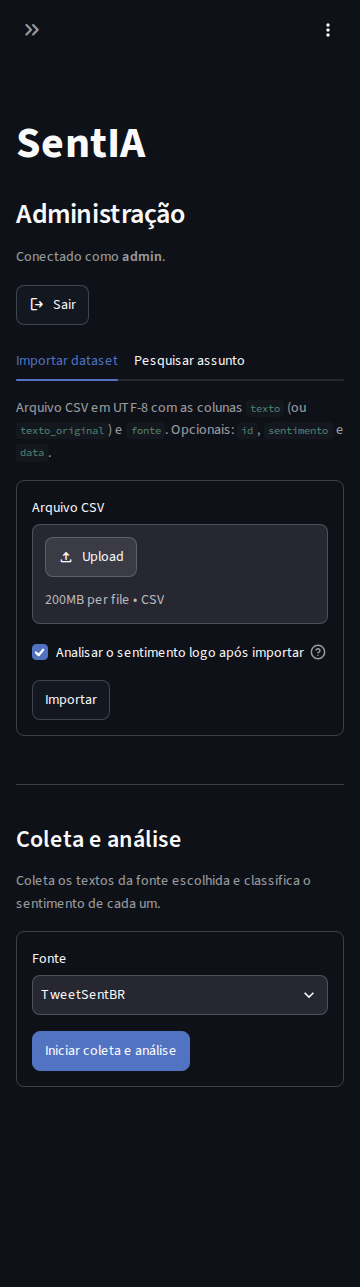 SentIA
Administração
Conectado como admin.
Sair
Importar dataset Pesquisar assunto
Arquivo CSV em UTF-8 com as colunas texto (ou
texto_original ) e fonte . Opcionais: id , sentimento e
data .
Arquivo CSV
Upload
200MB per file • CSV
Analisar o sentimento logo após importar
Importar
Coleta e análise
Coleta os textos da fonte escolhida e classifica o
sentimento de cada um.
Fonte
TweetSentBR
Iniciar coleta e análise